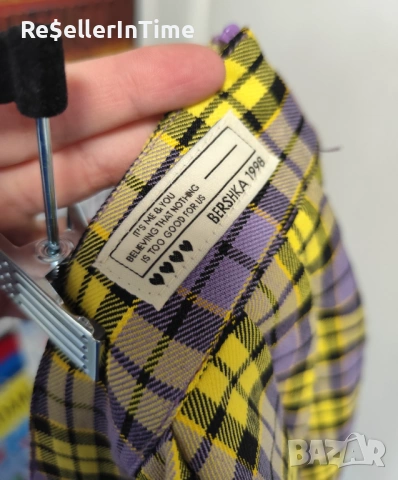 Re$ellerInTime
IT'S ME & YOU
BELIEVING THAT NOTHING
IS TOO GOOD FOR US
BERSHKA 1998
BAZAR